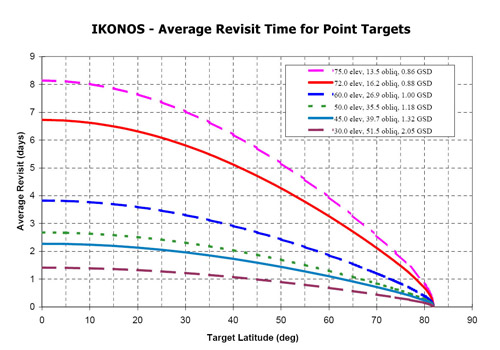 IKONOS - Average Revisit Time for Point Targets
9
8
7
6
5
4
3
2
1
0
Average Revisit (days)
75.0 elev, 13.5 obliq, 0.86 GSD
72.0 elev, 16.2 obliq, 0.88 GSD
60.0 elev, 26.9 obliq, 1.00 GSD
50.0 elev, 35.5 obliq, 1.18 GSD
45.0 elev, 39.7 obliq, 1.32 GSD
30.0 elev, 51.5 obliq, 2.05 GSD
0 10 20 30 40 50 60 70 80 90
Target Latitude (deg)